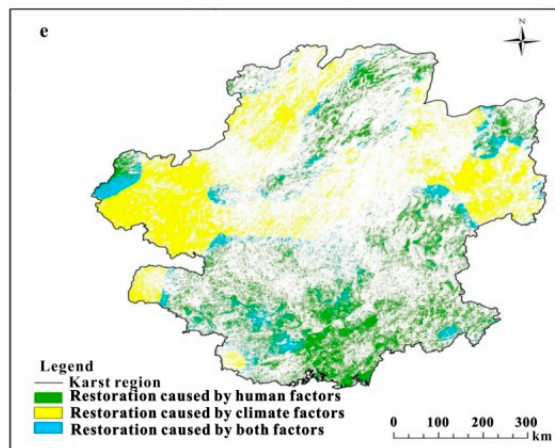 e
N
Legend
Karst region
Restoration caused by human factors
Restoration caused by climate factors
Restoration caused by both factors
0 50 100 200 300
km